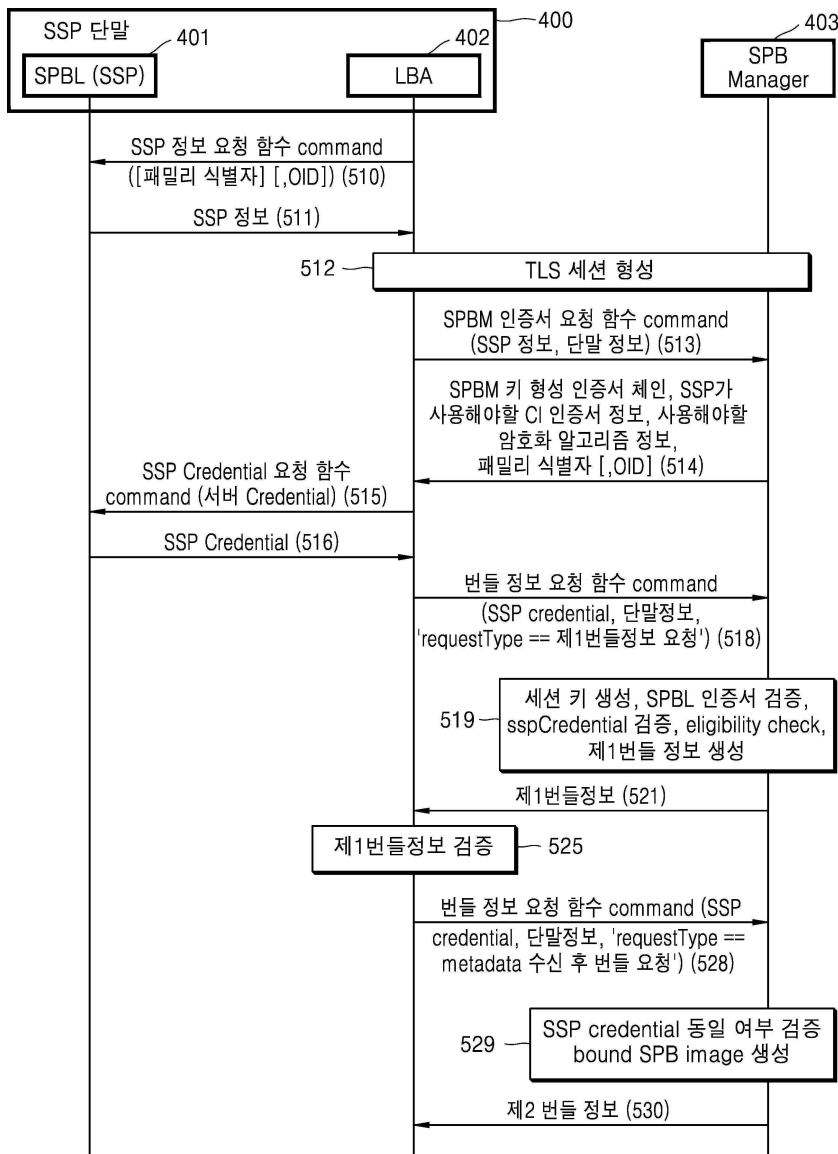 SSP 단말
400
401
402
403
SPBL (SSP)
LBA
SPB
Manager
SSP 정보 요청 함수 command
([패밀리 식별자] [,OID]) (510)
SSP 정보 (511)
512
TLS 세션 형성
SPBM 인증서 요청 함수 command
(SSP 정보, 단말 정보) (513)
SPBM 키 형성 인증서 체인, SSP가
사용해야할 CI 인증서 정보, 사용해야할
암호화 알고리즘 정보,
패밀리 식별자 [,OID] (514)
SSP Credential 요청 함수
command (서버 Credential) (515)
SSP Credential (516)
번들 정보 요청 함수 command
(SSP credential, 단말정보,
'requestType == 제1번들정보 요청') (518)
519
세션 키 생성, SPBL 인증서 검증,
sspCredential 검증, eligibility check,
제1번들 정보 생성
제1번들정보 (521)
제1번들정보 검증
525
번들 정보 요청 함수 command (SSP
credential, 단말정보, 'requestType ==
metadata 수신 후 번들 요청') (528)
529
SSP credential 동일 여부 검증
bound SPB image 생성
제2 번들 정보 (530)